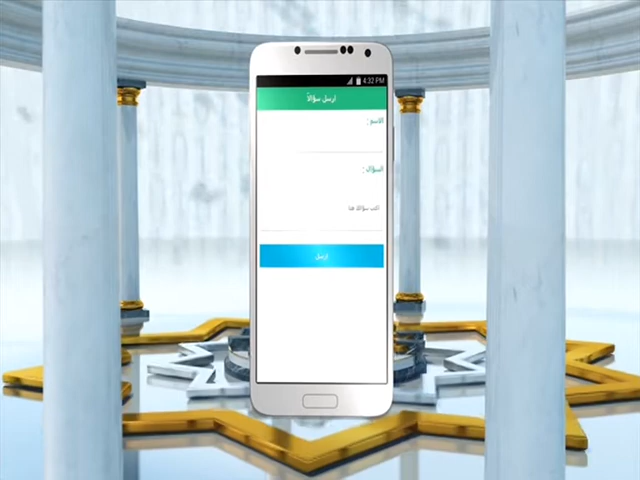 4:32 PM
ارسل سؤالاً
الاسم :
السؤال :
اكتب سؤالك هنا
ارسل